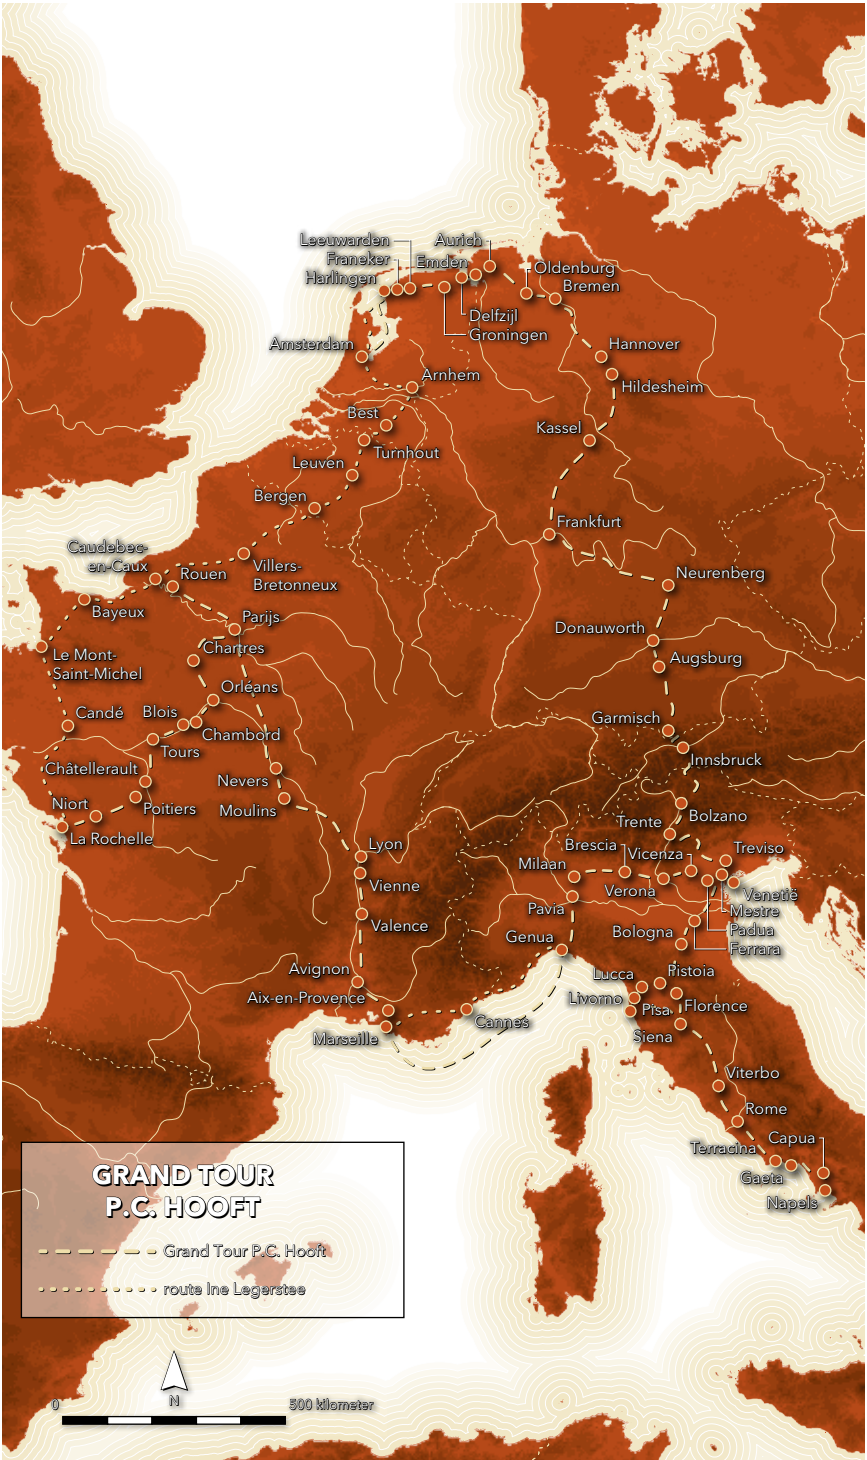 Leeuwarden
Aurich
Franeker
Emden
Harlingen
Oldenburg
Bremen
Delfzijl
Groningen
Amsterdam
Hannover
Arnhem
Hildesheim
Best
Kassel
Turnhout
Leuven
Bergen
Frankfurt
Caudebec-
en-Caux
Rouen
Villers-
Bretonneux
Neurenberg
Bayeux
Parijs
Donauworth
Chartres
Le Mont-
Saint-Michel
Augsburg
Orléans
Candé
Blois
Garmisch
Chambord
Tours
Innsbruck
Châtellerault
Nevers
Niort
Poitiers
Moulins
Bolzano
Trente
La Rochelle
Lyon
Brescia
Vicenza
Treviso
Milaan
Vienne
Verona
Venetië
Pavia
Mestre
Valence
Padua
Bologna
Genua
Ferrara
Avignon
Lucca
Pistoia
Aix-en-Provence
Livorno
Pisa
Florence
Cannes
Marseille
Siena
Viterbo
Rome
Capua
Terracina
Gaeta
Napels
GRAND TOUR
P.C. HOOFT
Grand Tour P.C. Hooft
route Ine Legerstee
N
0
500 kilometer